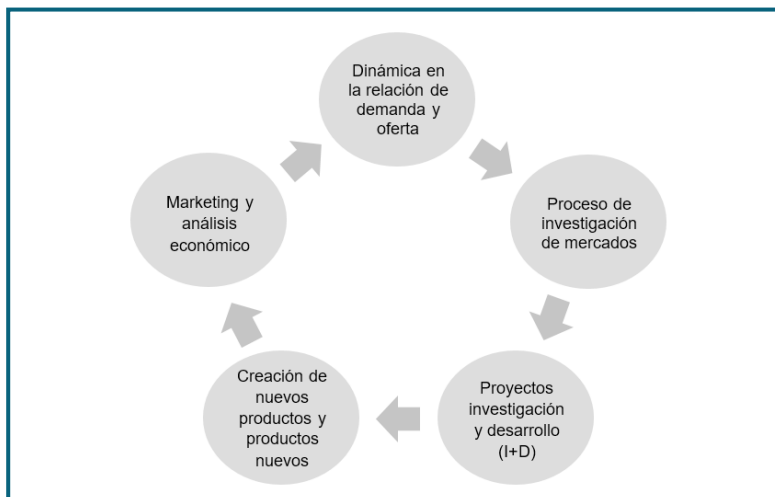 Dinámica en
la relación de
demanda y
oferta
Proceso de
investigación
de mercados
Proyectos
investigación
y desarrollo
(I+D)
Creación de
nuevos
productos y
productos
nuevos
Marketing y
análisis
económico